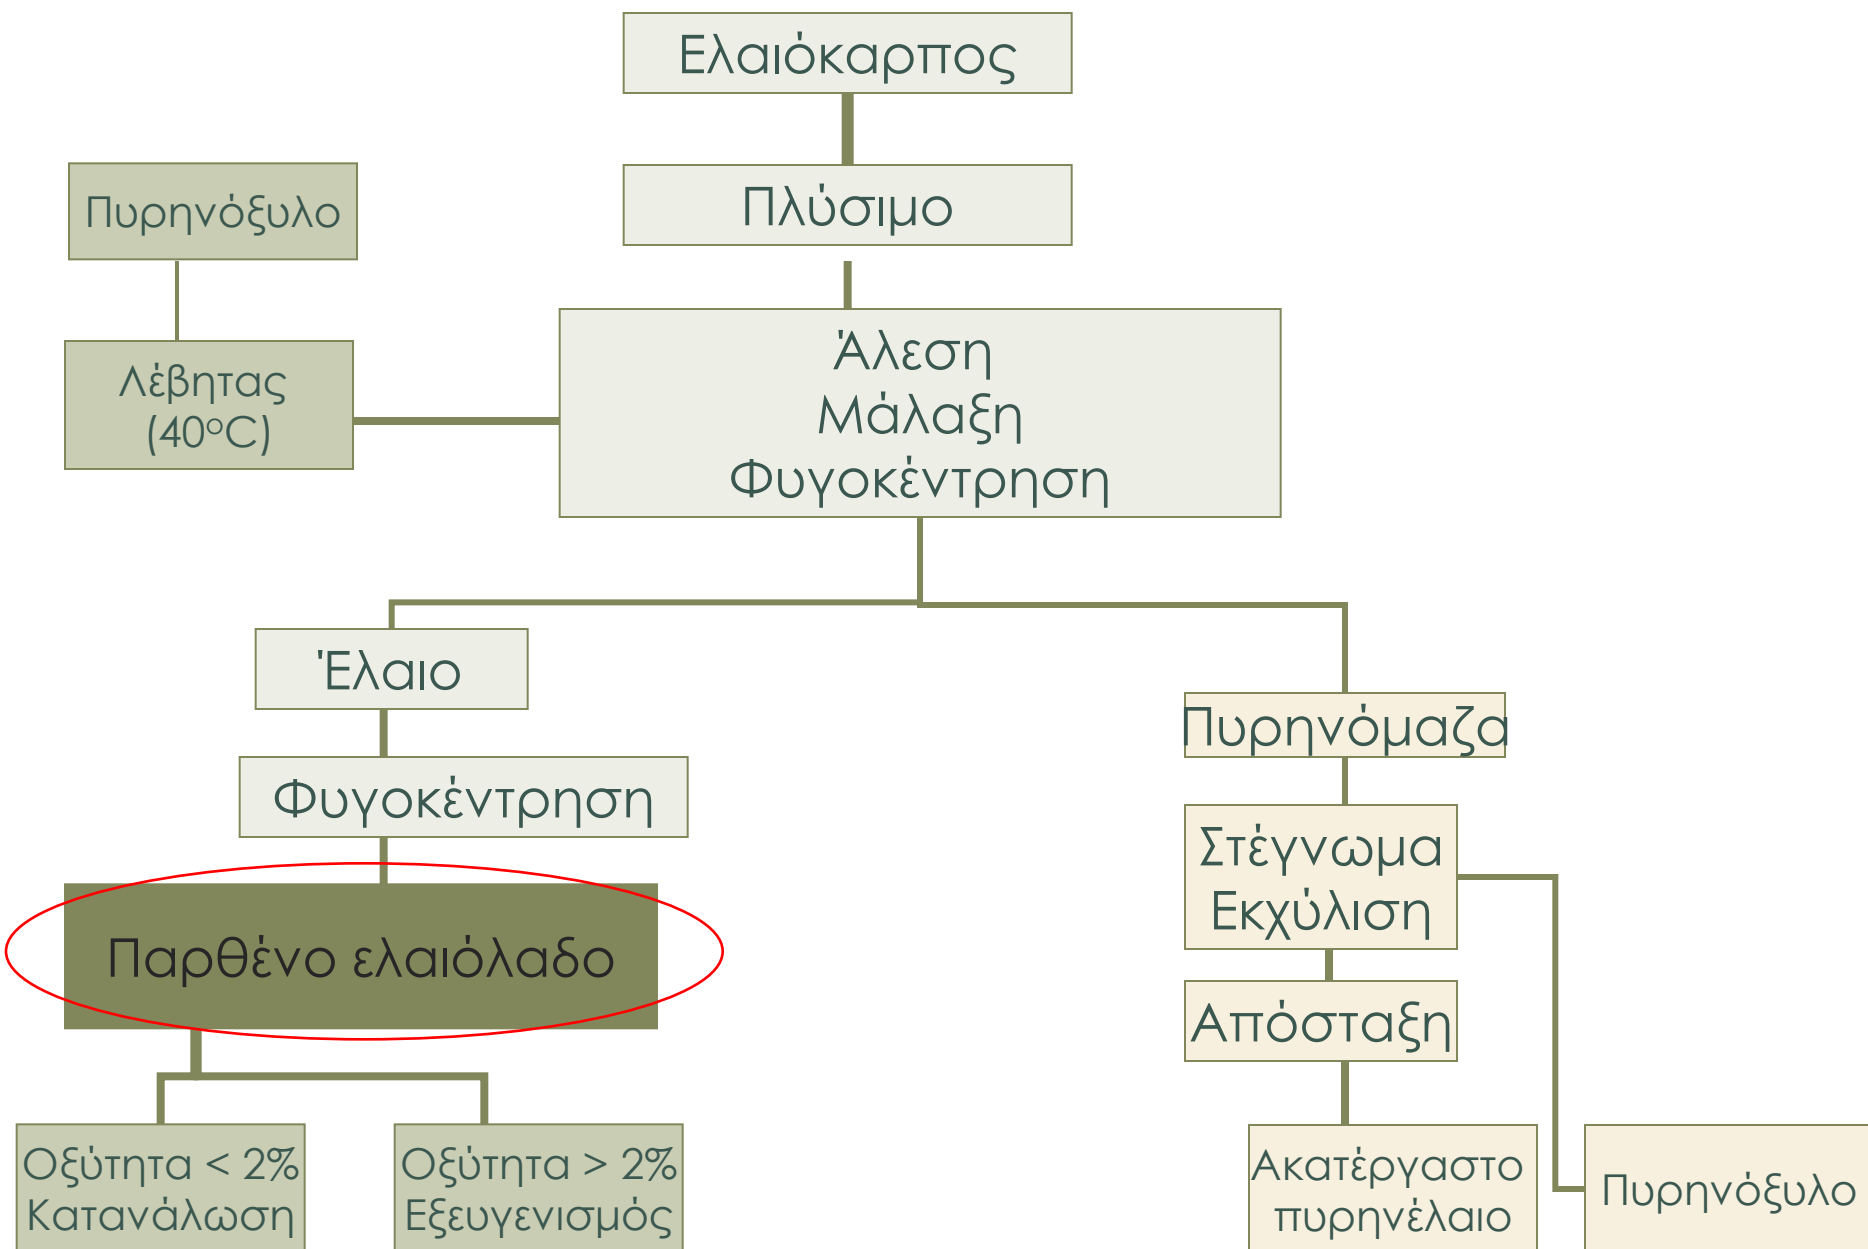 Ελαιόκαρπος
Πλύσιμο
Πυρηνόξυλο
Λέβητας
(40οC)
Άλεση
Μάλαξη
Φυγοκέντρηση
Έλαιο
Φυγοκέντρηση
Παρθένο ελαιόλαδο
Οξύτητα < 2%
Κατανάλωση
Οξύτητα > 2%
Εξευγενισμός
Πυρηνόμαζα
Στέγνωμα
Εκχύλιση
Απόσταξη
Ακατέργαστο
πυρηνέλαιο
Πυρηνόξυλο